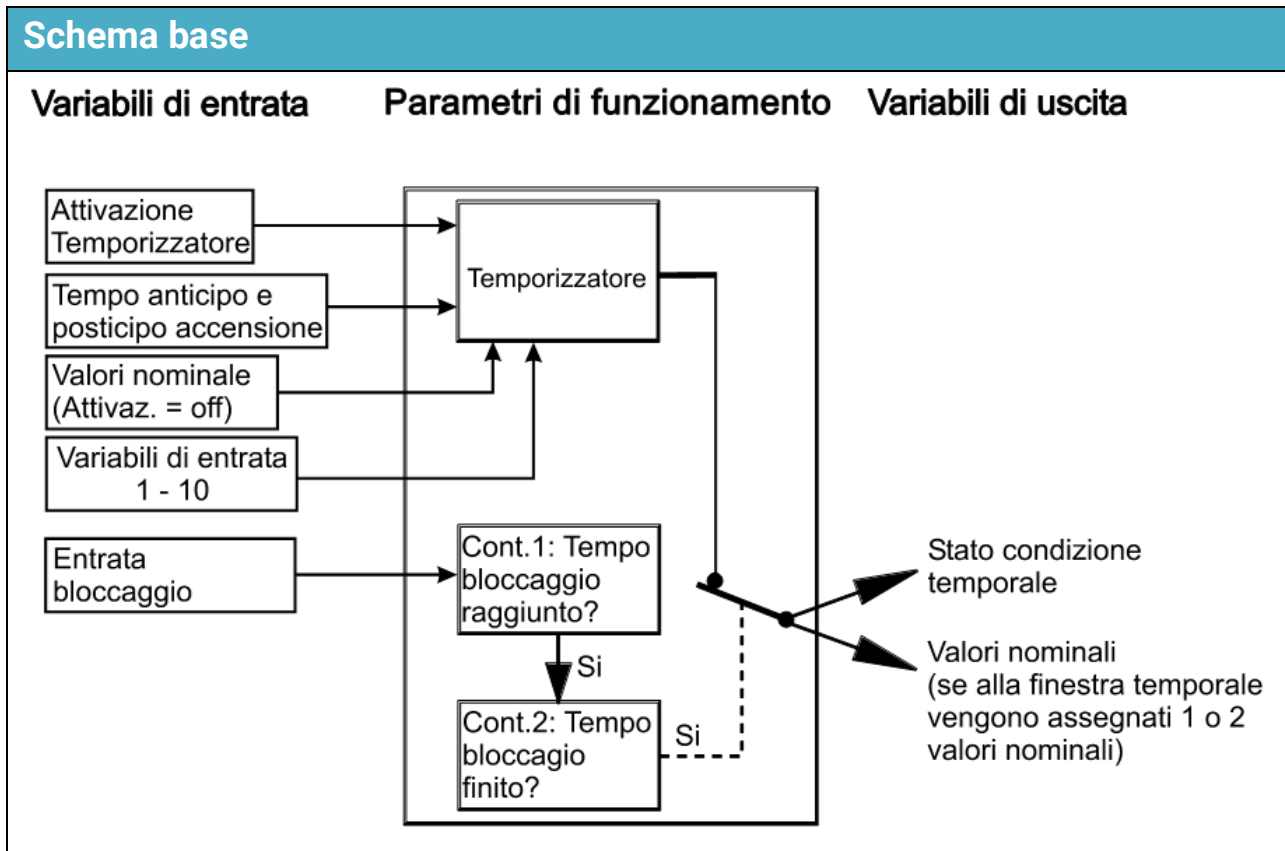 Schema base
Variabili di entrata
Parametri di funzionamento
Variabili di uscita
Attivazione
Temporizzatore
Tempo anticipo e
posticipo accensione
Valori nominale
(Attivaz. = off)
Variabili di entrata
1 - 10
Entrata
bloccaggio
Temporizzatore
Cont.1: Tempo
bloccaggio
raggiunto?
Si
Cont.2: Tempo
bloccagio
finito?
Si
Stato condizione
temporale
Valori nominali
(se alla finestra temporale
vengono assegnati 1 o 2
valori nominali)